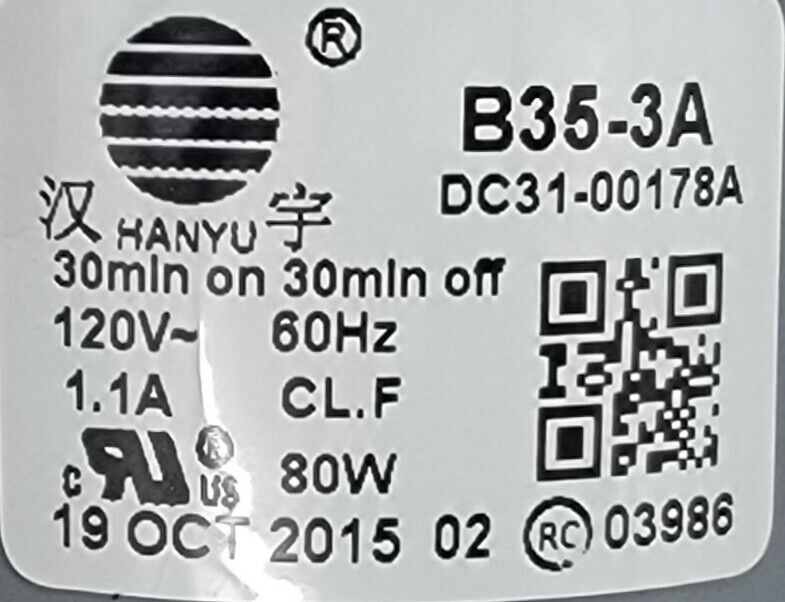 ®
B35-3A
DC31-00178A
汉 HANYU 宇
30mln on 30mln off
120V~ 60Hz
1.1A CL.F
c RU ® US 80W
19 OCT 2015 02 RC 03986